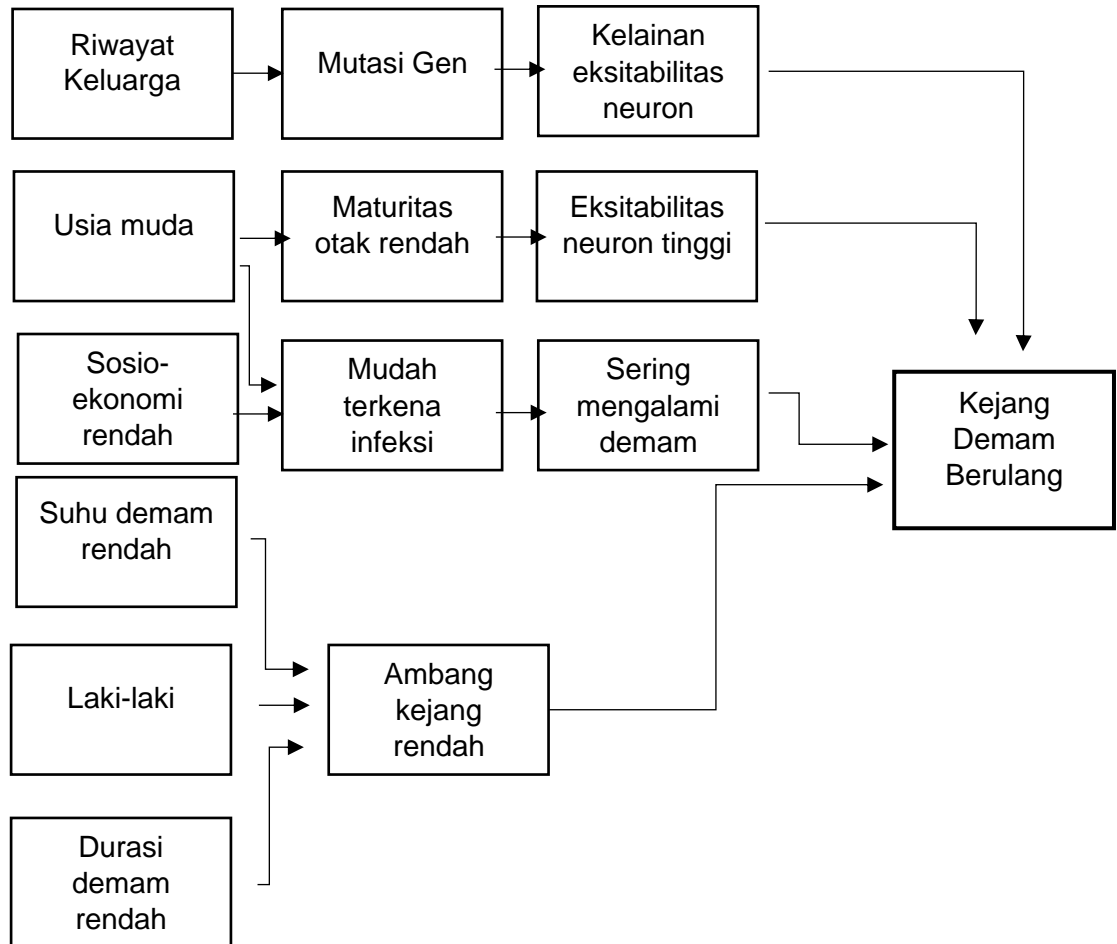 Riwayat
Keluarga
Mutasi Gen
Kelainan
eksitabilitas
neuron
Usia muda
Maturitas
otak rendah
Eksitabilitas
neuron tinggi
Sosio-
ekonomi
rendah
Mudah
terkena
infeksi
Sering
mengalami
demam
Kejang
Demam
Berulang
Suhu demam
rendah
Laki-laki
Ambang
kejang
rendah
Durasi
demam
rendah